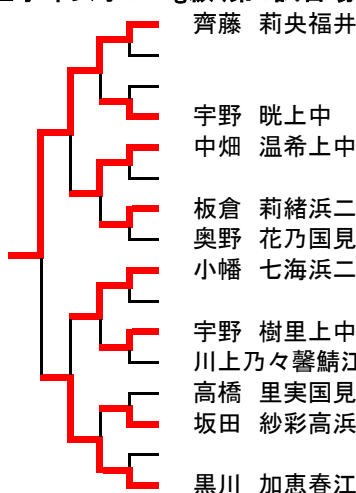 齊藤 莉央福井
宇野 晄上中
中畑 温希上中
板倉 莉緒浜二
奥野 花乃国見
小幡 七海浜二
宇野 樹里上中
川上乃々馨鯖江
高橋 里実国見
坂田 紗彩高浜
黒川 加恵春江